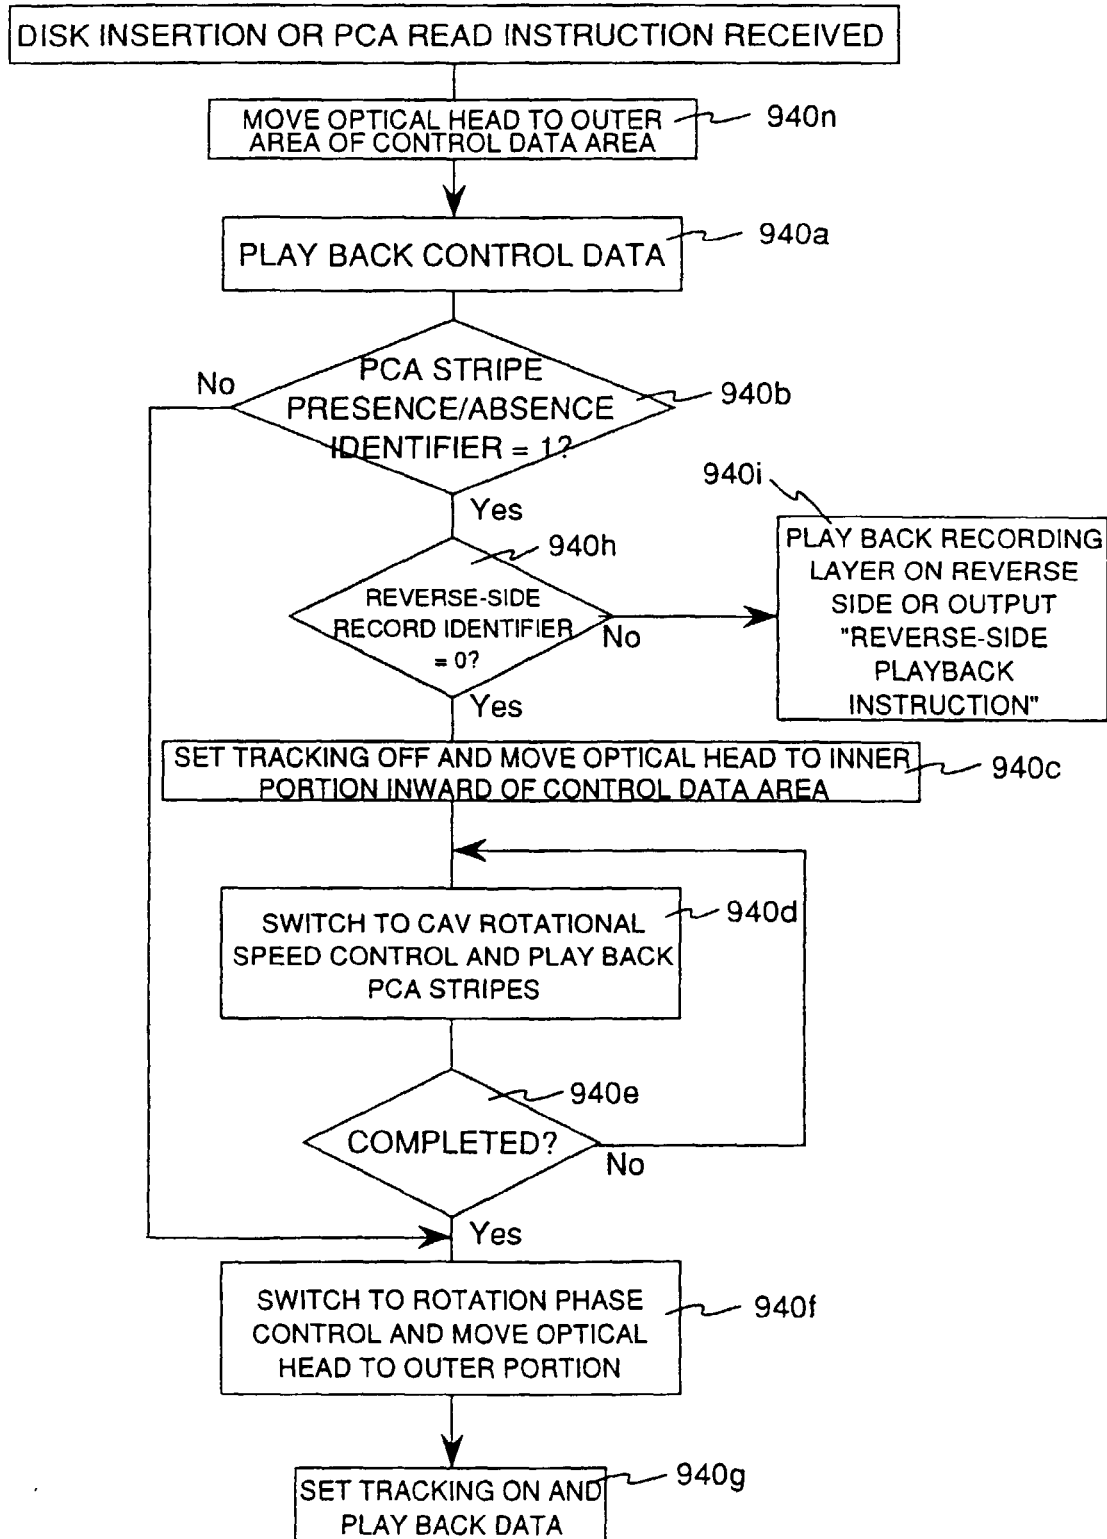 DISK INSERTION OR PCA READ INSTRUCTION RECEIVED
MOVE OPTICAL HEAD TO OUTER
AREA OF CONTROL DATA AREA
940n
PLAY BACK CONTROL DATA
940a
PCA STRIPE
PRESENCE/ABSENCE
IDENTIFIER = 1?
940b
No
Yes
REVERSE-SIDE
RECORD IDENTIFIER
= 0?
940h
No
Yes
940i
PLAY BACK RECORDING
LAYER ON REVERSE
SIDE OR OUTPUT
"REVERSE-SIDE
PLAYBACK
INSTRUCTION"
SET TRACKING OFF AND MOVE OPTICAL HEAD TO INNER
PORTION INWARD OF CONTROL DATA AREA
940c
SWITCH TO CAV ROTATIONAL
SPEED CONTROL AND PLAY BACK
PCA STRIPES
940d
COMPLETED?
940e
No
Yes
SWITCH TO ROTATION PHASE
CONTROL AND MOVE OPTICAL
HEAD TO OUTER PORTION
940f
SET TRACKING ON AND
PLAY BACK DATA
940g